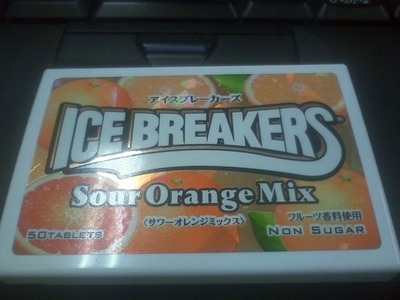 アイスブレーカーズ
ICE BREAKERS
Sour Orange Mix
〈サワーオレンジミックス〉
フルーツ香料使用
50TABLETS
NON SUGAR